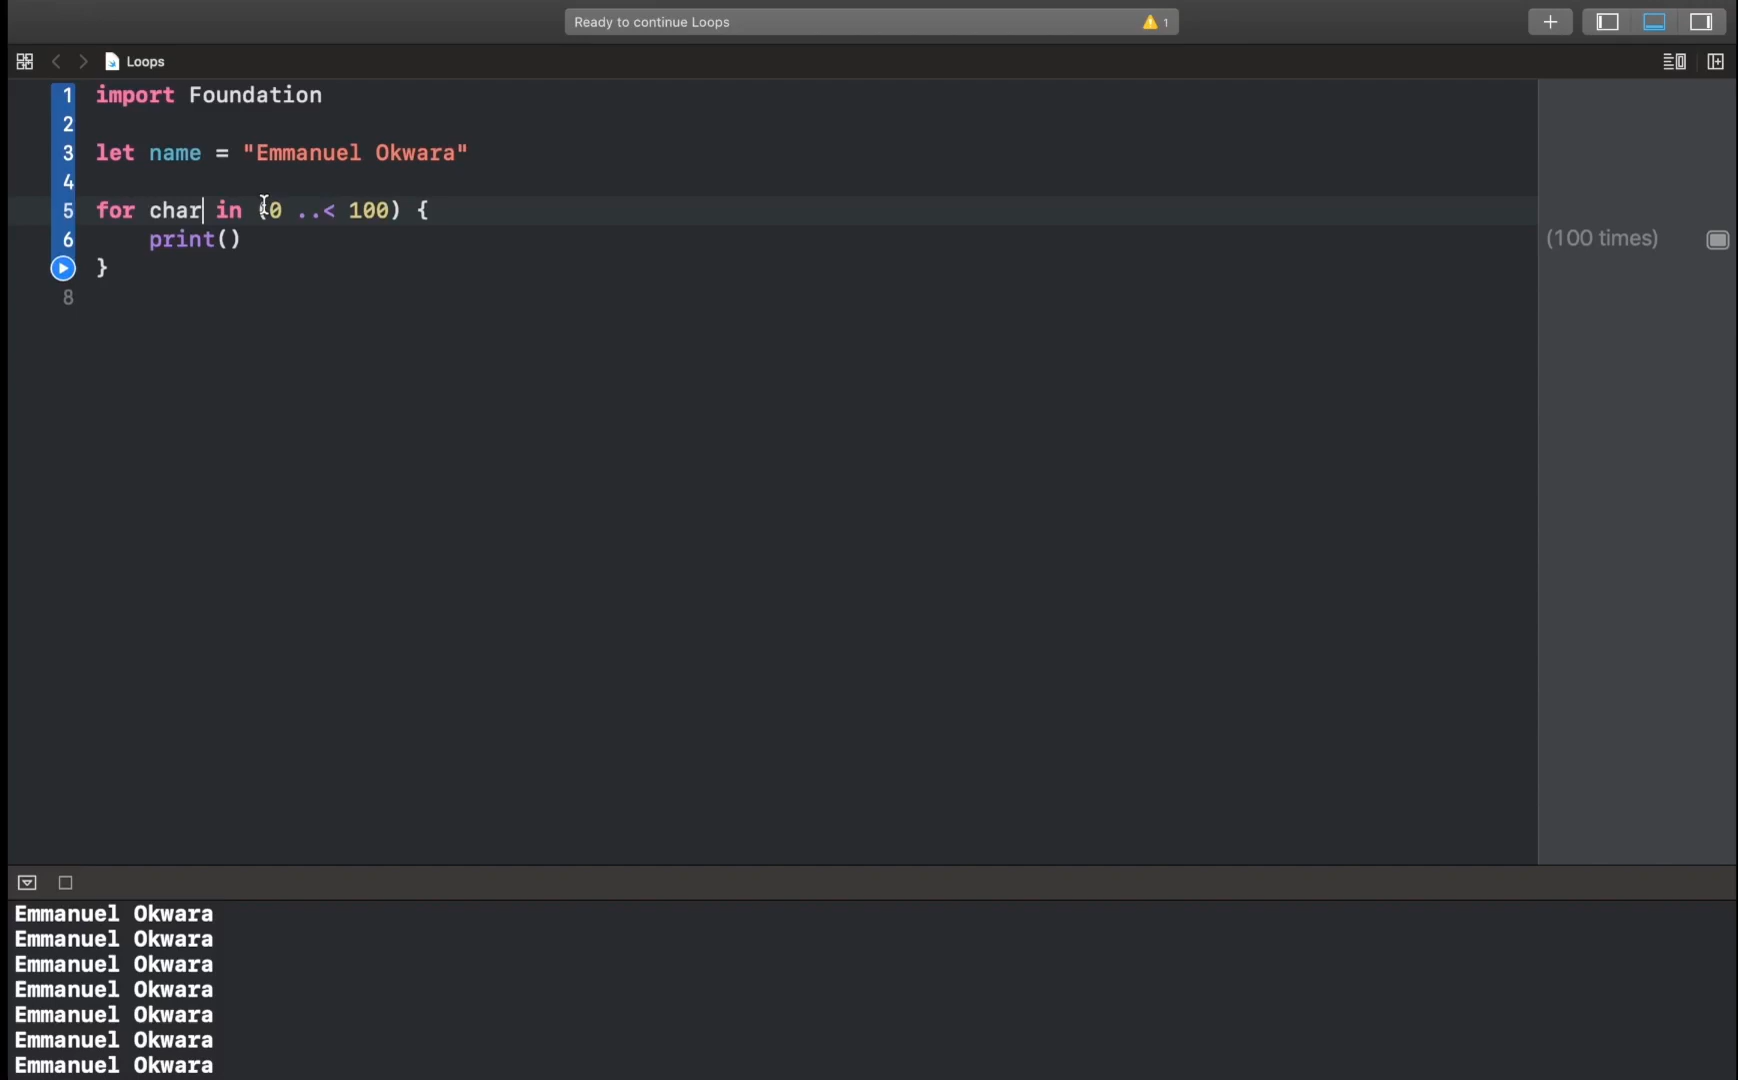 Ready to continue Loops 1
Loops
1 import Foundation
2
3 let name = "Emmanuel Okwara"
4
5 for char in (0 ..< 100) {
6 print()
}
8
(100 times)
Emmanuel Okwara
Emmanuel Okwara
Emmanuel Okwara
Emmanuel Okwara
Emmanuel Okwara
Emmanuel Okwara
Emmanuel Okwara